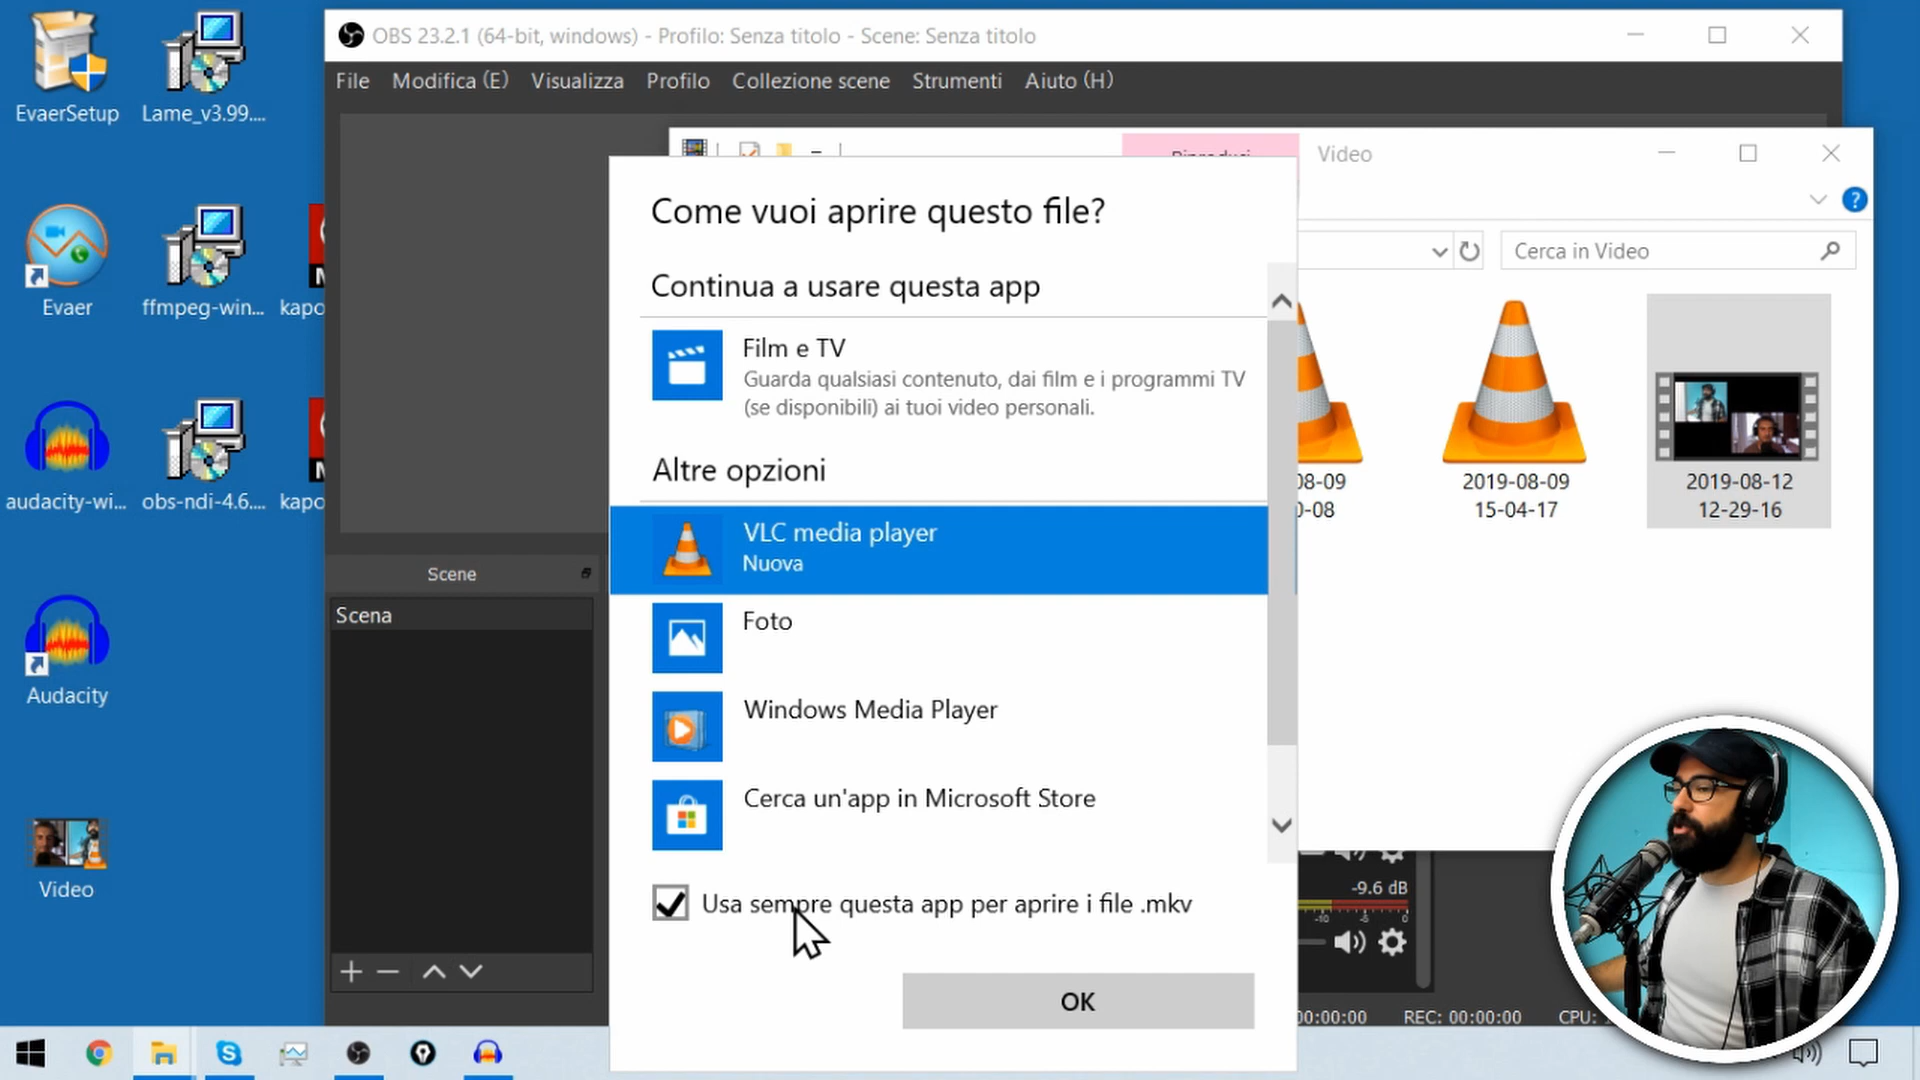 EvaerSetup
Lame_v3.99....
Evaer
ffmpeg-win...
kapo
audacity-wi...
obs-ndi-4.6....
kapo
Audacity
Video
OBS 23.2.1 (64-bit, windows) - Profilo: Senza titolo - Scene: Senza titolo
File Modifica (E) Visualizza Profilo Collezione scene Strumenti Aiuto (H)
Video
Cerca in Video
Come vuoi aprire questo file?
Continua a usare questa app
Film e TV
Guarda qualsiasi contenuto, dai film e i programmi TV
(se disponibili) ai tuoi video personali.
Altre opzioni
VLC media player
Nuova
Foto
Windows Media Player
Cerca un'app in Microsoft Store
Usa sempre questa app per aprire i file .mkv
OK
08-09
0-08
2019-08-09
15-04-17
2019-08-12
12-29-16
Scene
Scena
-9.6 dB
-10 -5 0
00:00:00 REC: 00:00:00 CPU: